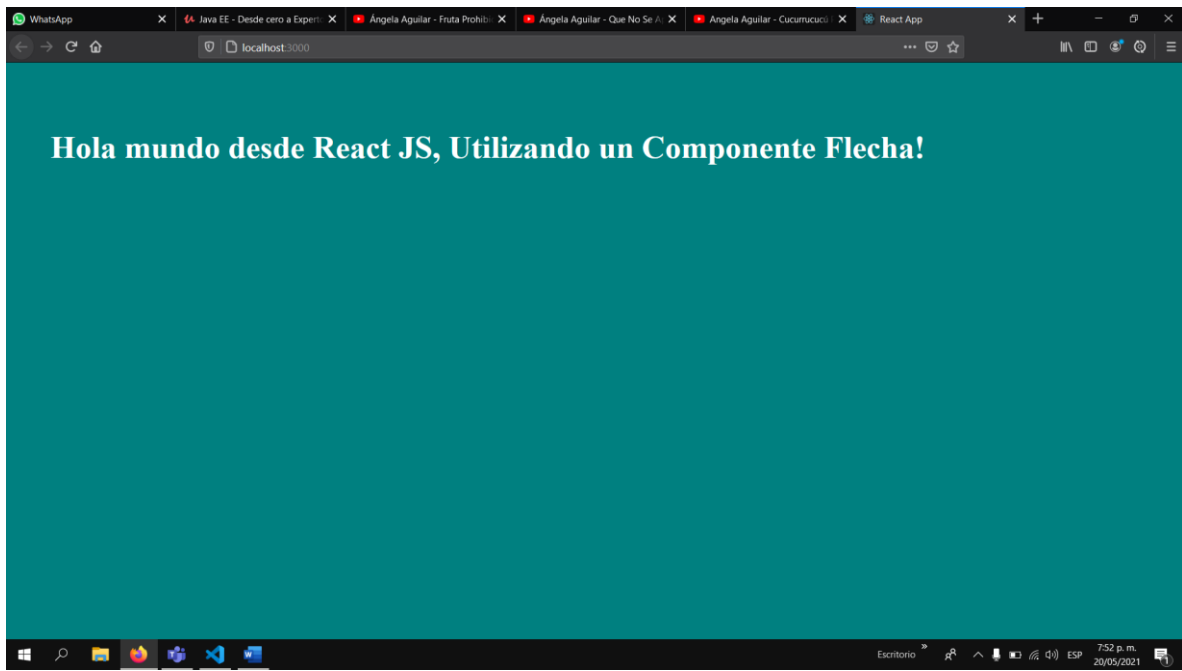 WhatsApp
Java EE - Desde cero a Expert
Ángela Aguilar - Fruta Prohibi
Ángela Aguilar - Que No Se A
Angela Aguilar - Cucurrucucú
React App
localhost:3000
Hola mundo desde React JS, Utilizando un Componente Flecha!
Escritorio
ESP
7:52 p. m.
20/05/2021